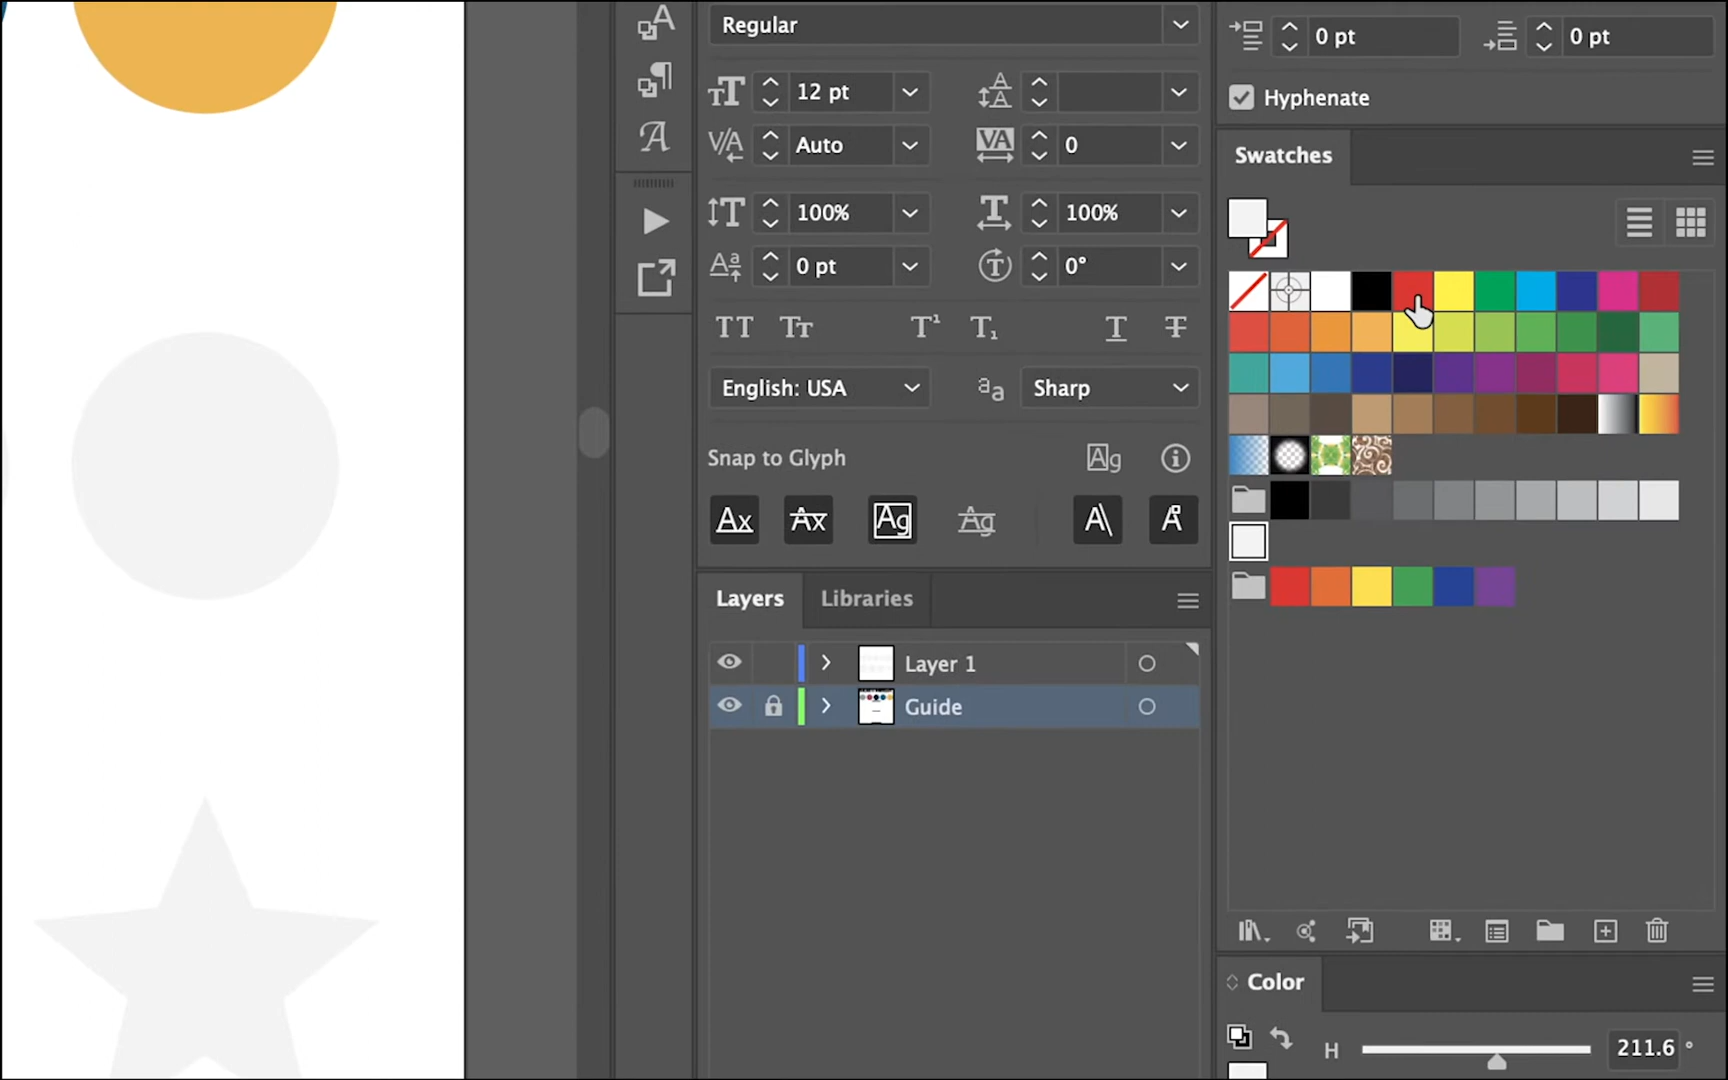 Regular
12 pt
Auto
0
100%
100%
0 pt
0°
English: USA
Sharp
Snap to Glyph
Layers
Libraries
Layer 1
Guide
0 pt
0 pt
Hyphenate
Swatches
Color
H
211.6 °